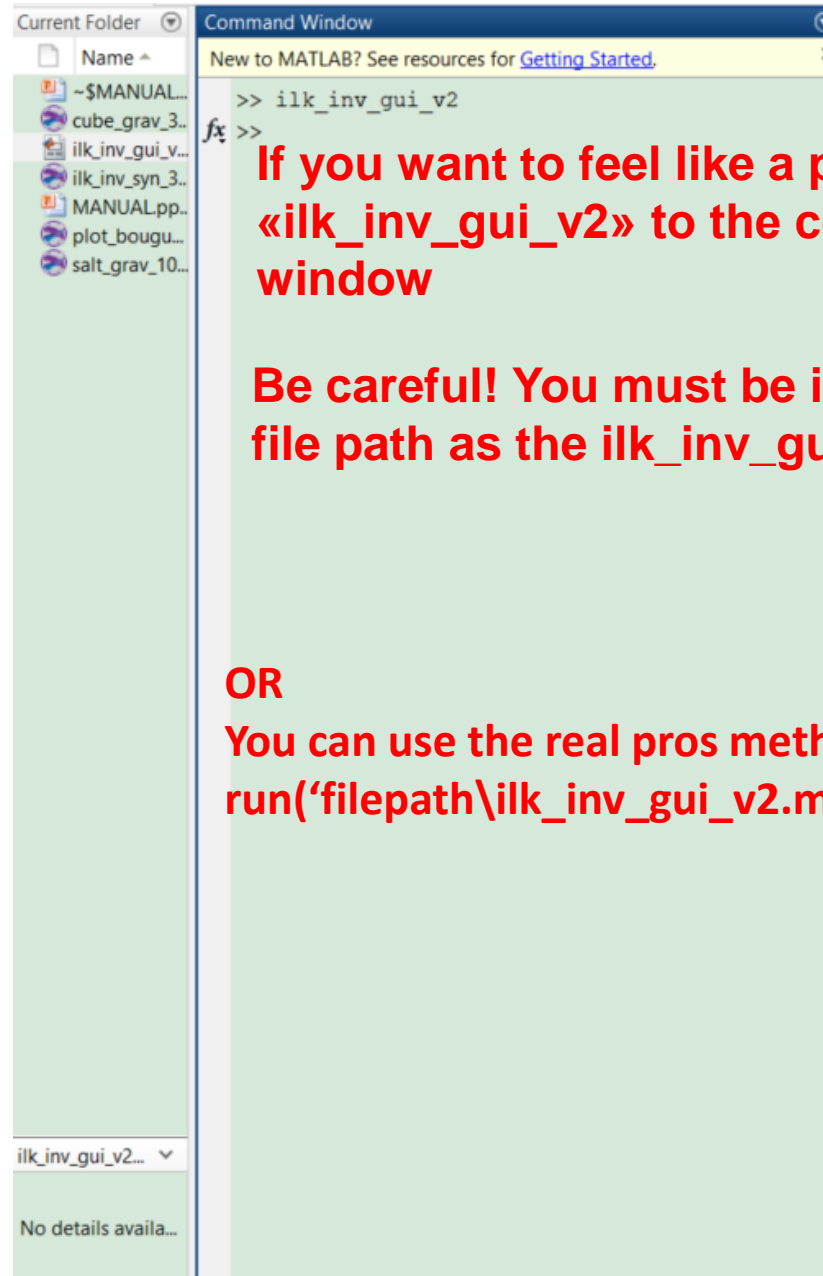 Current Folder
Name
~$MANUAL...
cube_grav_3..
ilk_inv_gui_v...
ilk_inv_syn_3..
MANUAL.pp..
plot_bougu...
salt_grav_10...
ilk_inv_gui_v2...
No details availa...
Command Window
New to MATLAB? See resources for Getting Started.
>> ilk_inv_gui_v2
fx >>
If you want to feel like a p
«ilk_inv_gui_v2» to the c
window
Be careful! You must be i
file path as the ilk_inv_gu
OR
You can use the real pros meth
run(‘filepath\ilk_inv_gui_v2.m